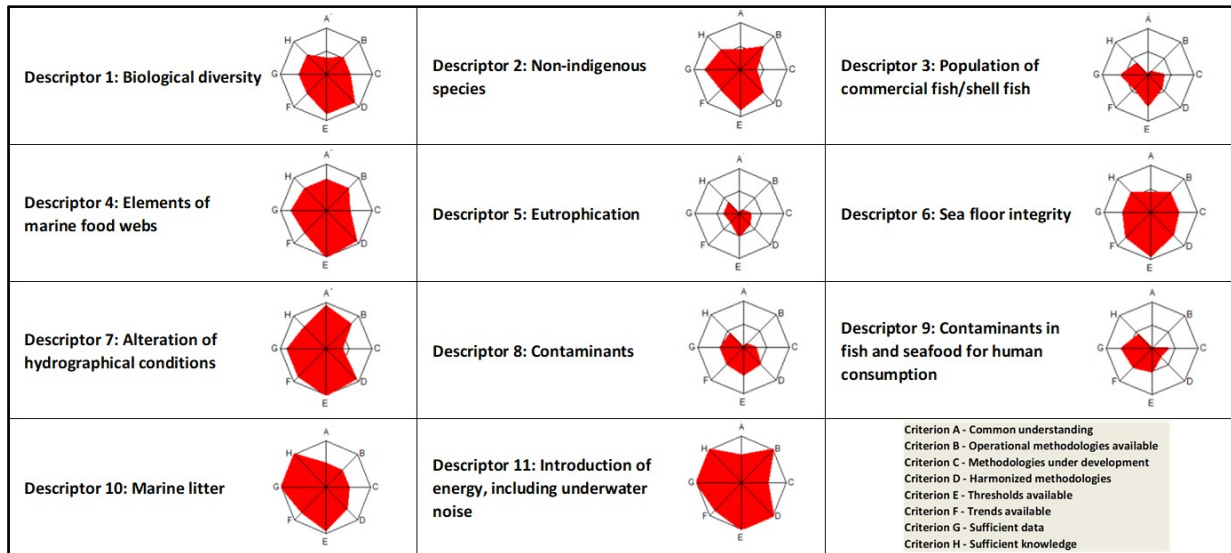 Descriptor 1: Biological diversity
A`
H B
G C
F D
E
Descriptor 2: Non-indigenous
species
A
H B
G C
F D
E
Descriptor 3: Population of
commercial fish/shell fish
A
H B
G C
F D
E
Descriptor 4: Elements of
marine food webs
A`
H B
G C
F D
E
Descriptor 5: Eutrophication
A`
H B
G C
F D
E
Descriptor 6: Sea floor integrity
A
H B
G C
F D
E
Descriptor 7: Alteration of
hydrographical conditions
A`
H B
G C
F D
E
Descriptor 8: Contaminants
A
H B
G C
F D
E
Descriptor 9: Contaminants in
fish and seafood for human
consumption
A
H B
G C
F D
E
Descriptor 10: Marine litter
A
H B
G C
F D
E
Descriptor 11: Introduction of
energy, including underwater
noise
A
H B
G C
F D
E
Criterion A - Common understanding
Criterion B - Operational methodologies available
Criterion C - Methodologies under development
Criterion D - Harmonized methodologies
Criterion E - Thresholds available
Criterion F - Trends available
Criterion G - Sufficient data
Criterion H - Sufficient knowledge